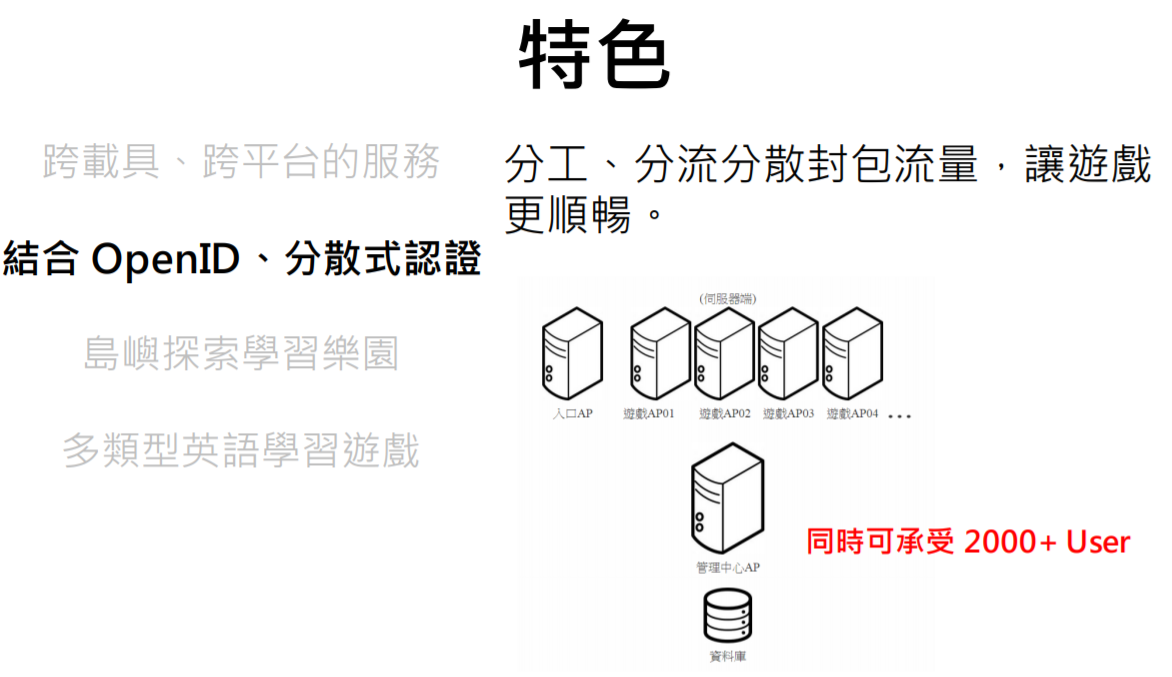 特色
跨載具、跨平台的服務
結合 OpenID、分散式認證
島嶼探索學習樂園
多類型英語學習遊戲
分工、分流分散封包流量，讓遊戲
更順暢。
(伺服器端)
入口AP 遊戲AP01 遊戲AP02 遊戲AP03 遊戲AP04 ...
管理中心AP
同時可承受 2000+ User
資料庫